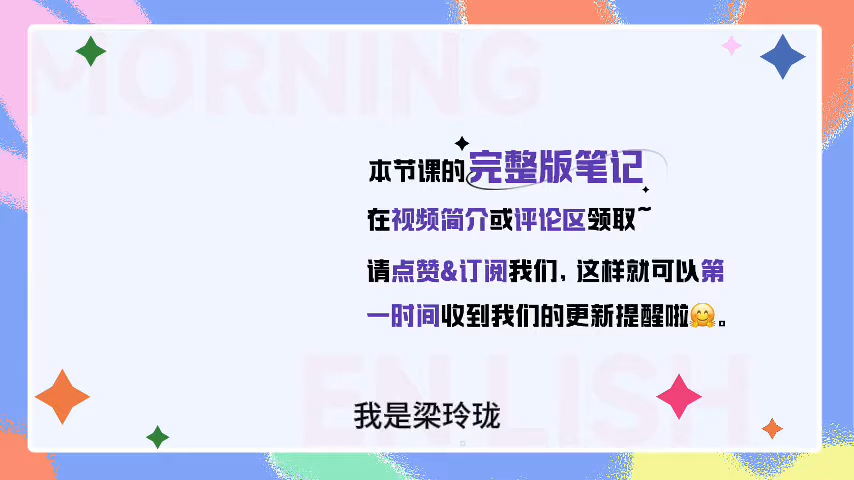 MORNING
本节课的完整版笔记
在视频简介或评论区领取~
请点赞&订阅我们，这样就可以第
一时间收到我们的更新提醒啦🤗。
EN LISH
我是梁玲珑